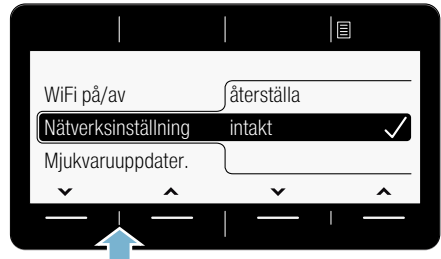 WiFi på/av återställa
Nätverksinställning intakt
Mjukvaruuppdater.